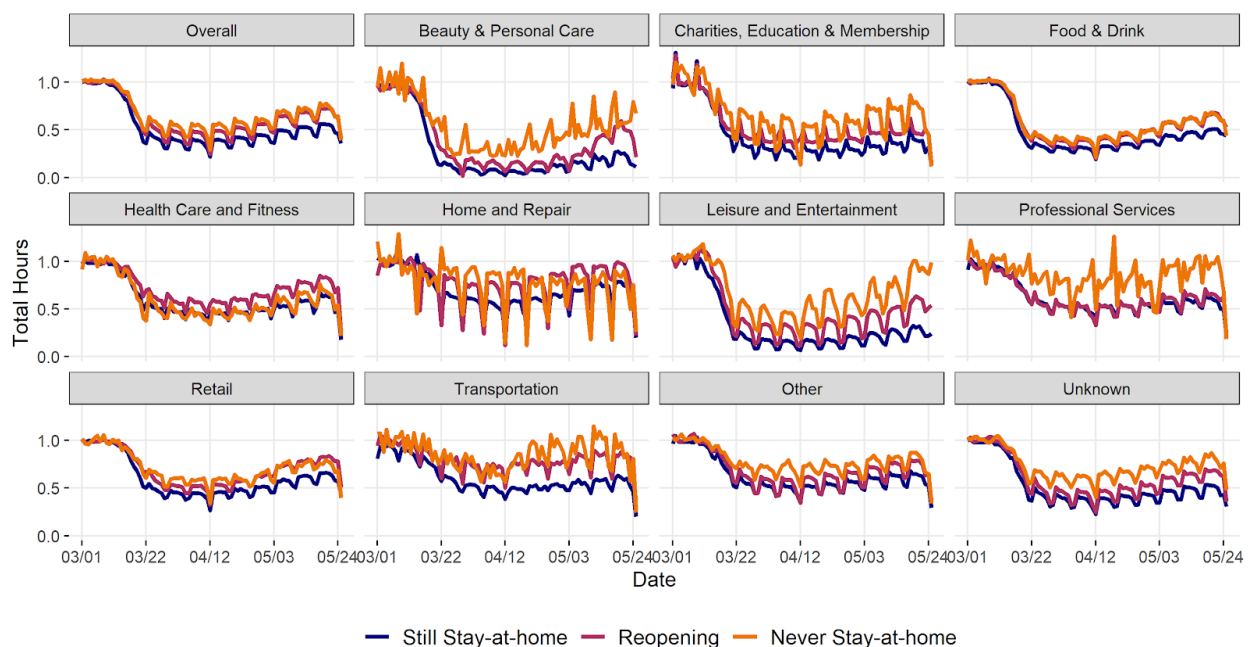 Overall
Beauty & Personal Care
Charities, Education & Membership
Food & Drink
1.0
0.5
0.0
Health Care and Fitness
Home and Repair
Leisure and Entertainment
Professional Services
Total Hours
1.0
0.5
0.0
Retail
Transportation
Other
Unknown
1.0
0.5
0.0
03/01 03/22 04/12 05/03 05/24
03/01 03/22 04/12 05/03 05/24
03/01 03/22 04/12 05/03 05/24
03/01 03/22 04/12 05/03 05/24
Date
Still Stay-at-home Reopening Never Stay-at-home